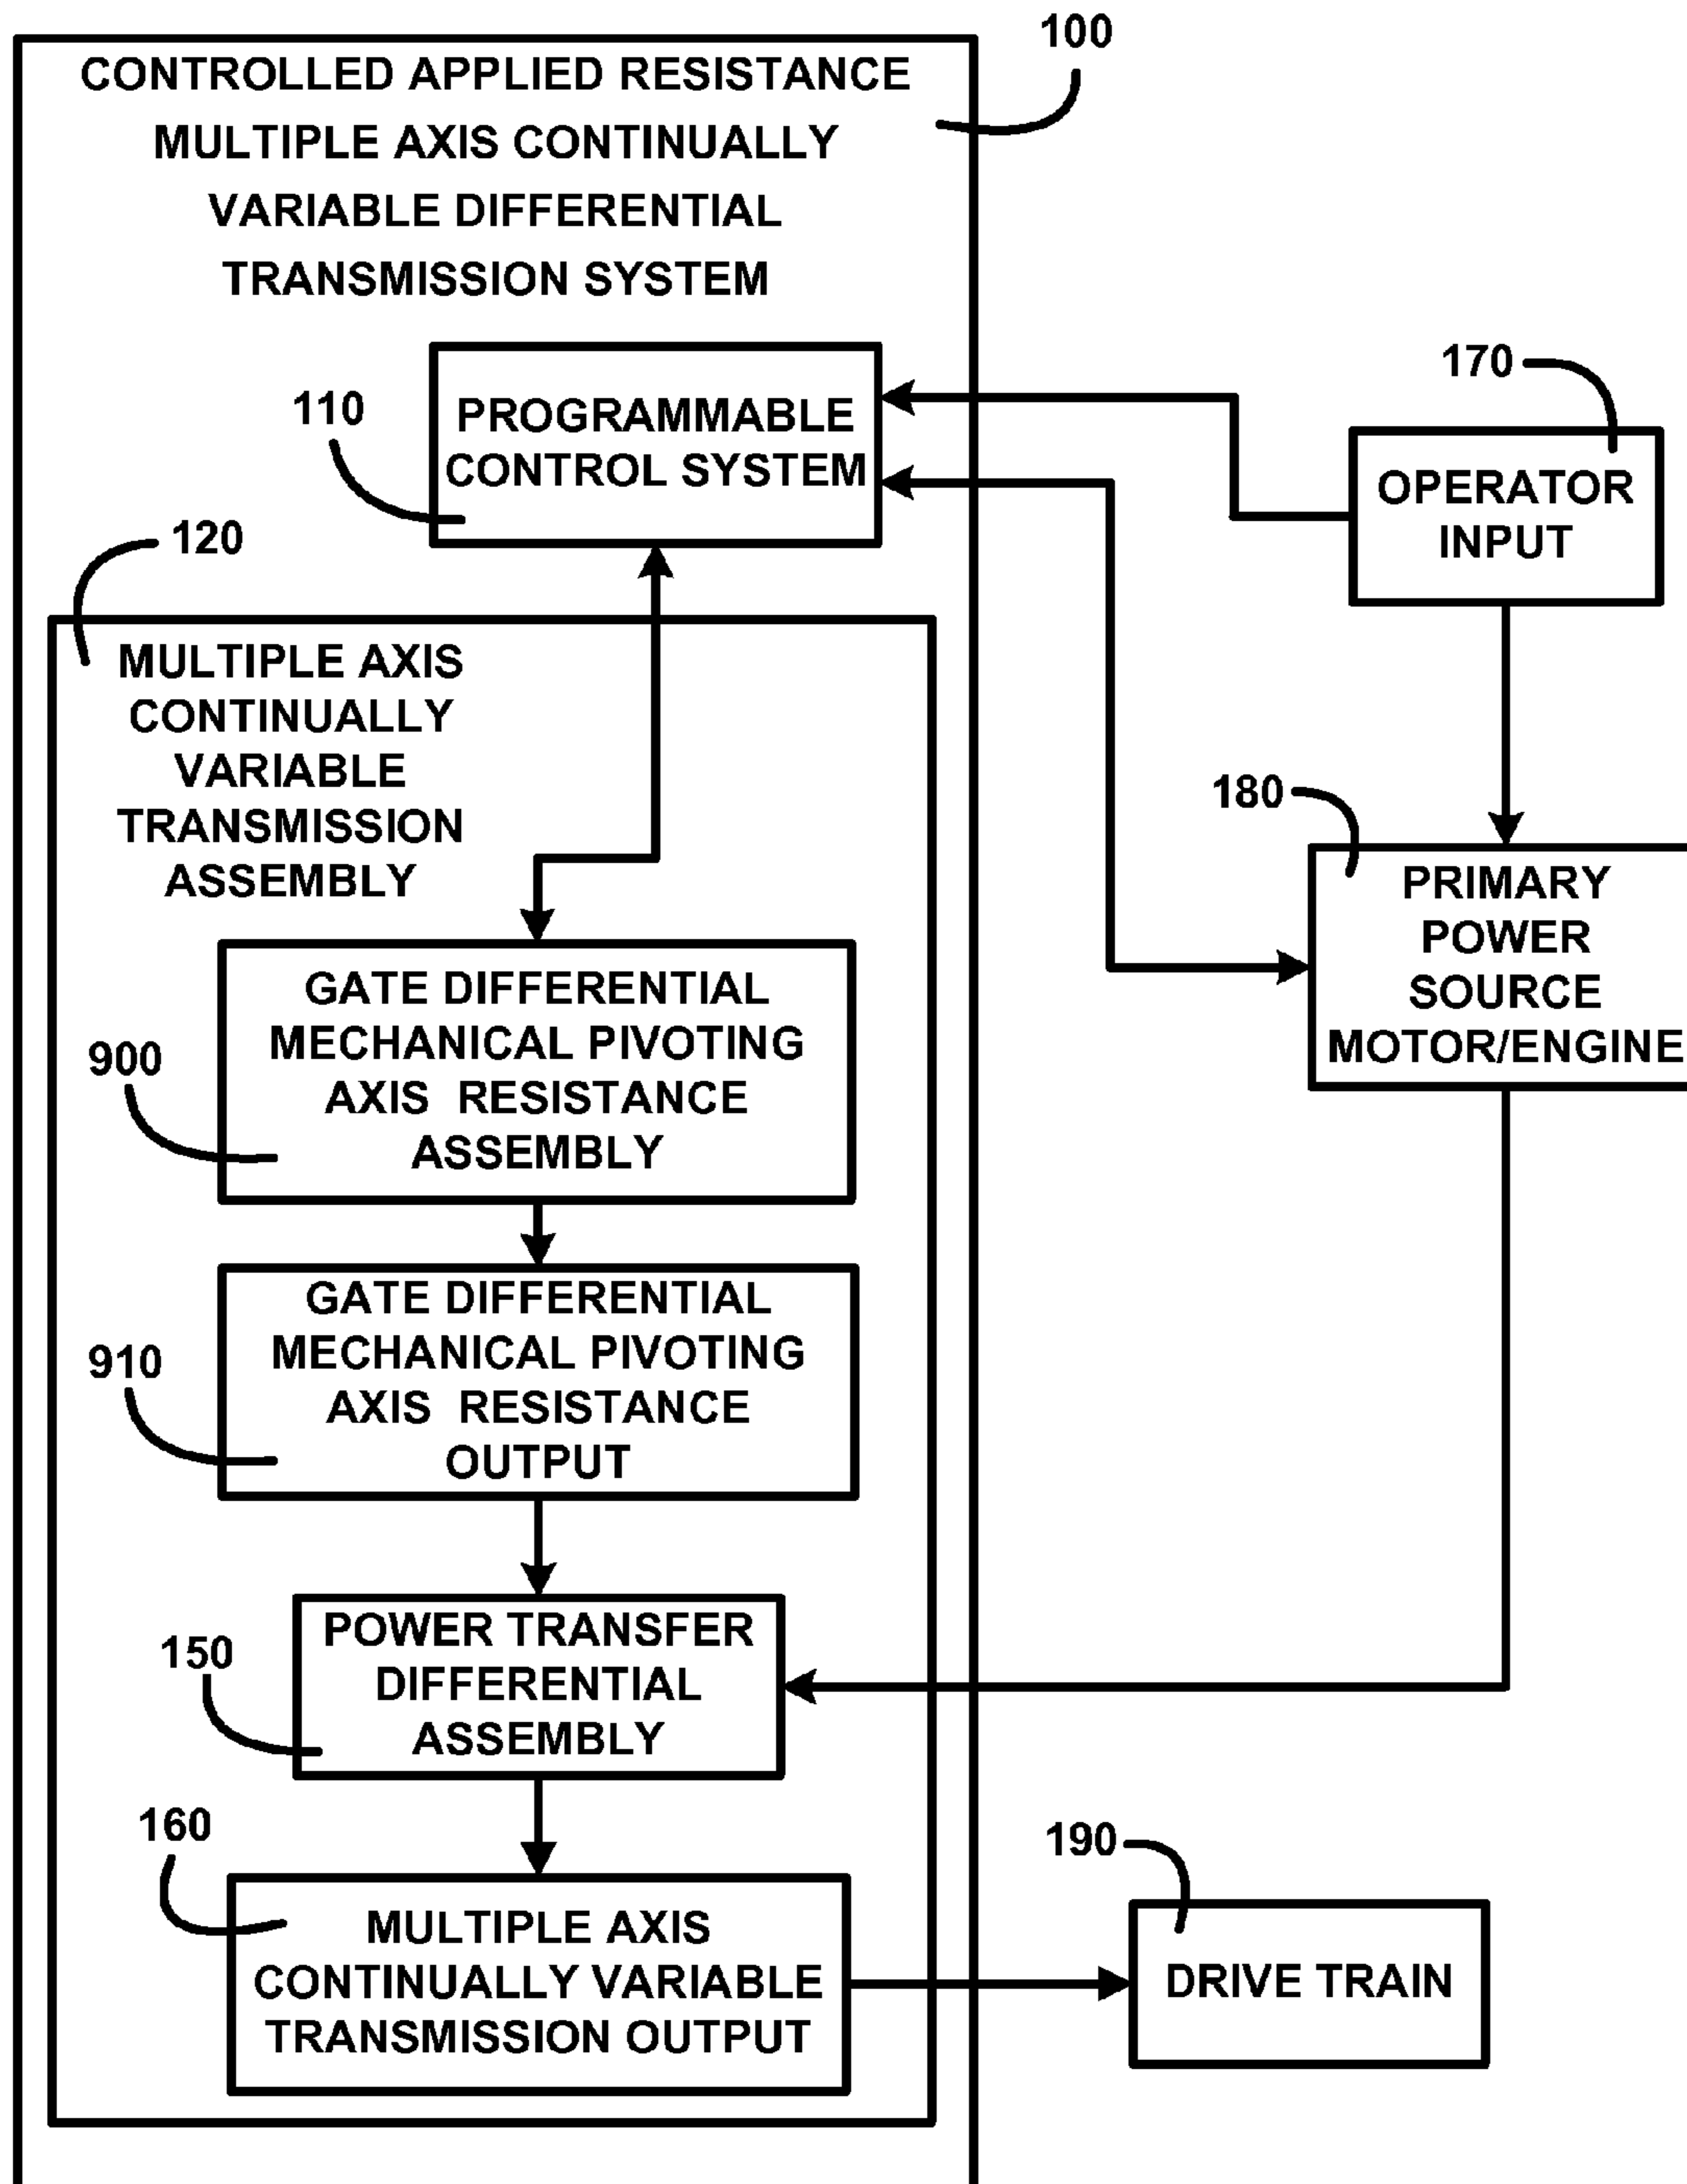 100
CONTROLLED APPLIED RESISTANCE
MULTIPLE AXIS CONTINUALLY
VARIABLE DIFFERENTIAL
TRANSMISSION SYSTEM
110
PROGRAMMABLE
CONTROL SYSTEM
170
OPERATOR
INPUT
120
MULTIPLE AXIS
CONTINUALLY
VARIABLE
TRANSMISSION
ASSEMBLY
180
PRIMARY
POWER
SOURCE
MOTOR/ENGINE
900
GATE DIFFERENTIAL
MECHANICAL PIVOTING
AXIS RESISTANCE
ASSEMBLY
910
GATE DIFFERENTIAL
MECHANICAL PIVOTING
AXIS RESISTANCE
OUTPUT
150
POWER TRANSFER
DIFFERENTIAL
ASSEMBLY
160
MULTIPLE AXIS
CONTINUALLY VARIABLE
TRANSMISSION OUTPUT
190
DRIVE TRAIN